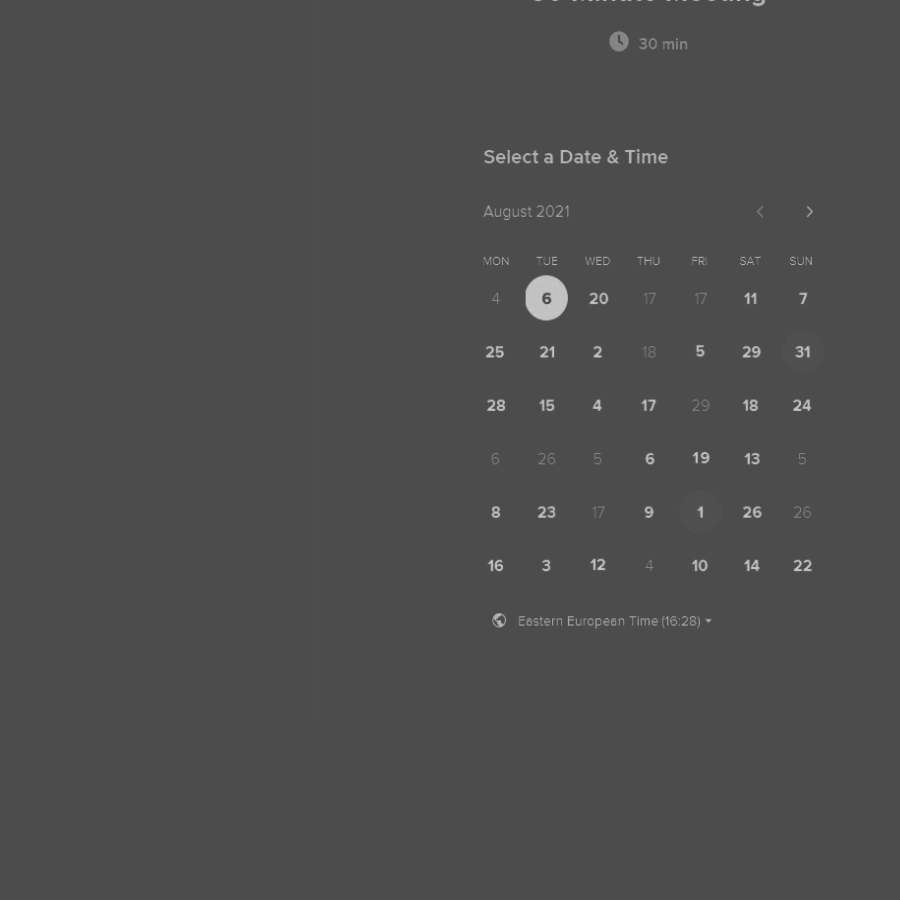 30 min
Select a Date & Time
August 2021
MON TUE WED THU FRI SAT SUN
4 6 20 17 17 11 7
25 21 2 18 5 29 31
28 15 4 17 29 18 24
6 26 5 6 19 13 5
8 23 17 9 1 26 26
16 3 12 4 10 14 22
Eastern European Time (16:28)